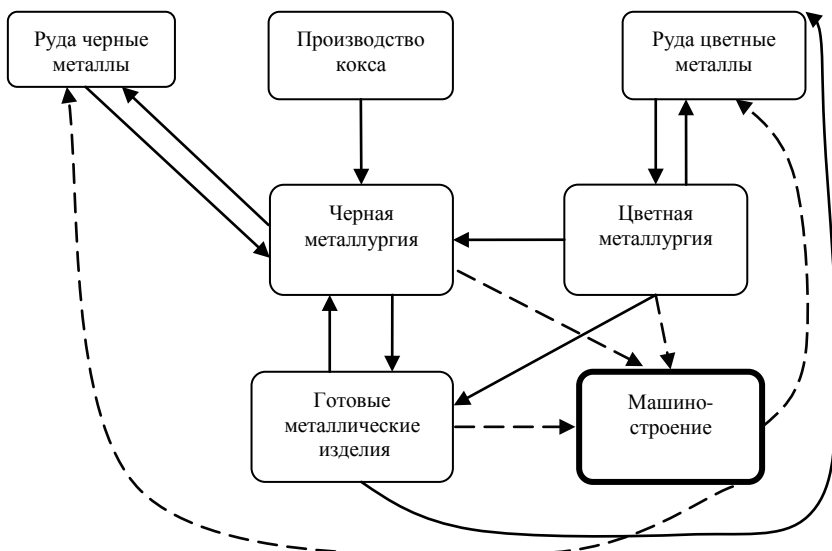 Руда черные
металлы
Производство
кокса
Руда цветные
металлы
Черная
металлургия
Цветная
металлургия
Готовые
металлические
изделия
Машино-
строение